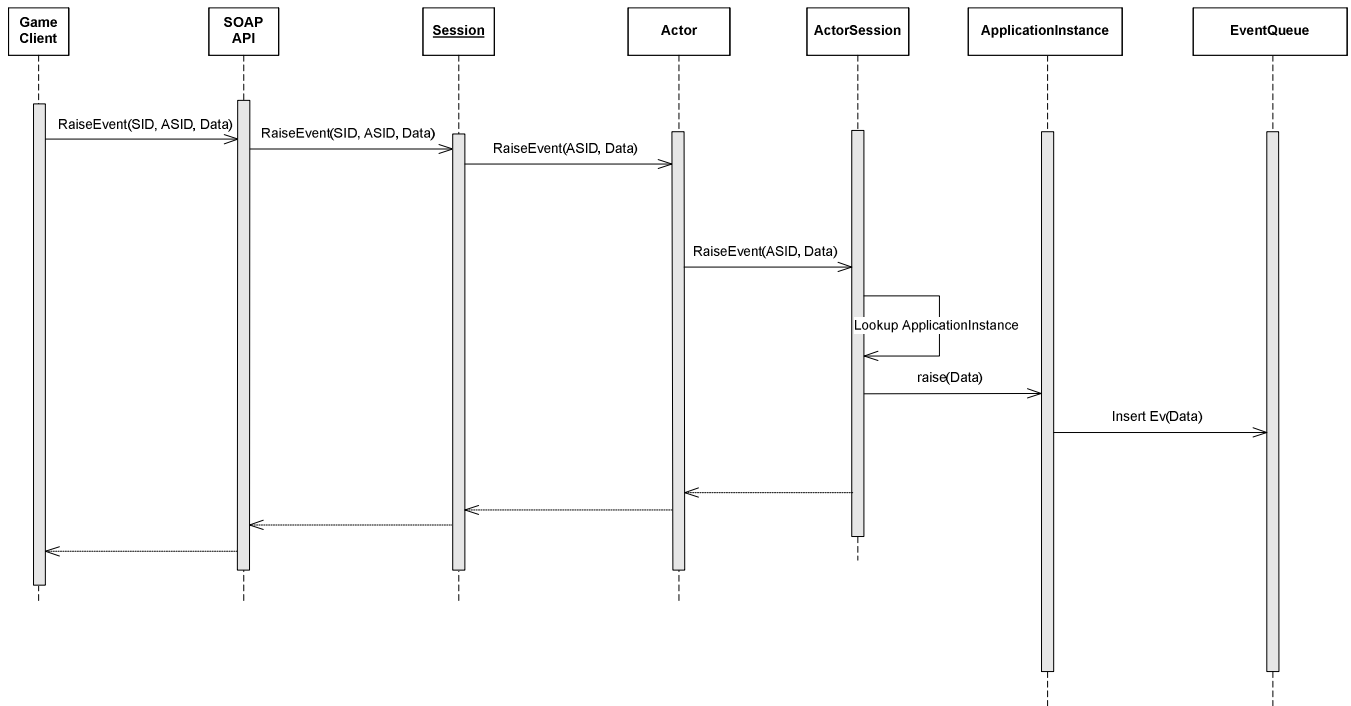 Game
Client
SOAP
API
Session
Actor
ActorSession
ApplicationInstance
EventQueue
RaiseEvent(SID, ASID, Data)
RaiseEvent(SID, ASID, Data)
RaiseEvent(ASID, Data)
RaiseEvent(ASID, Data)
Lookup ApplicationInstance
raise(Data)
Insert Ev(Data)